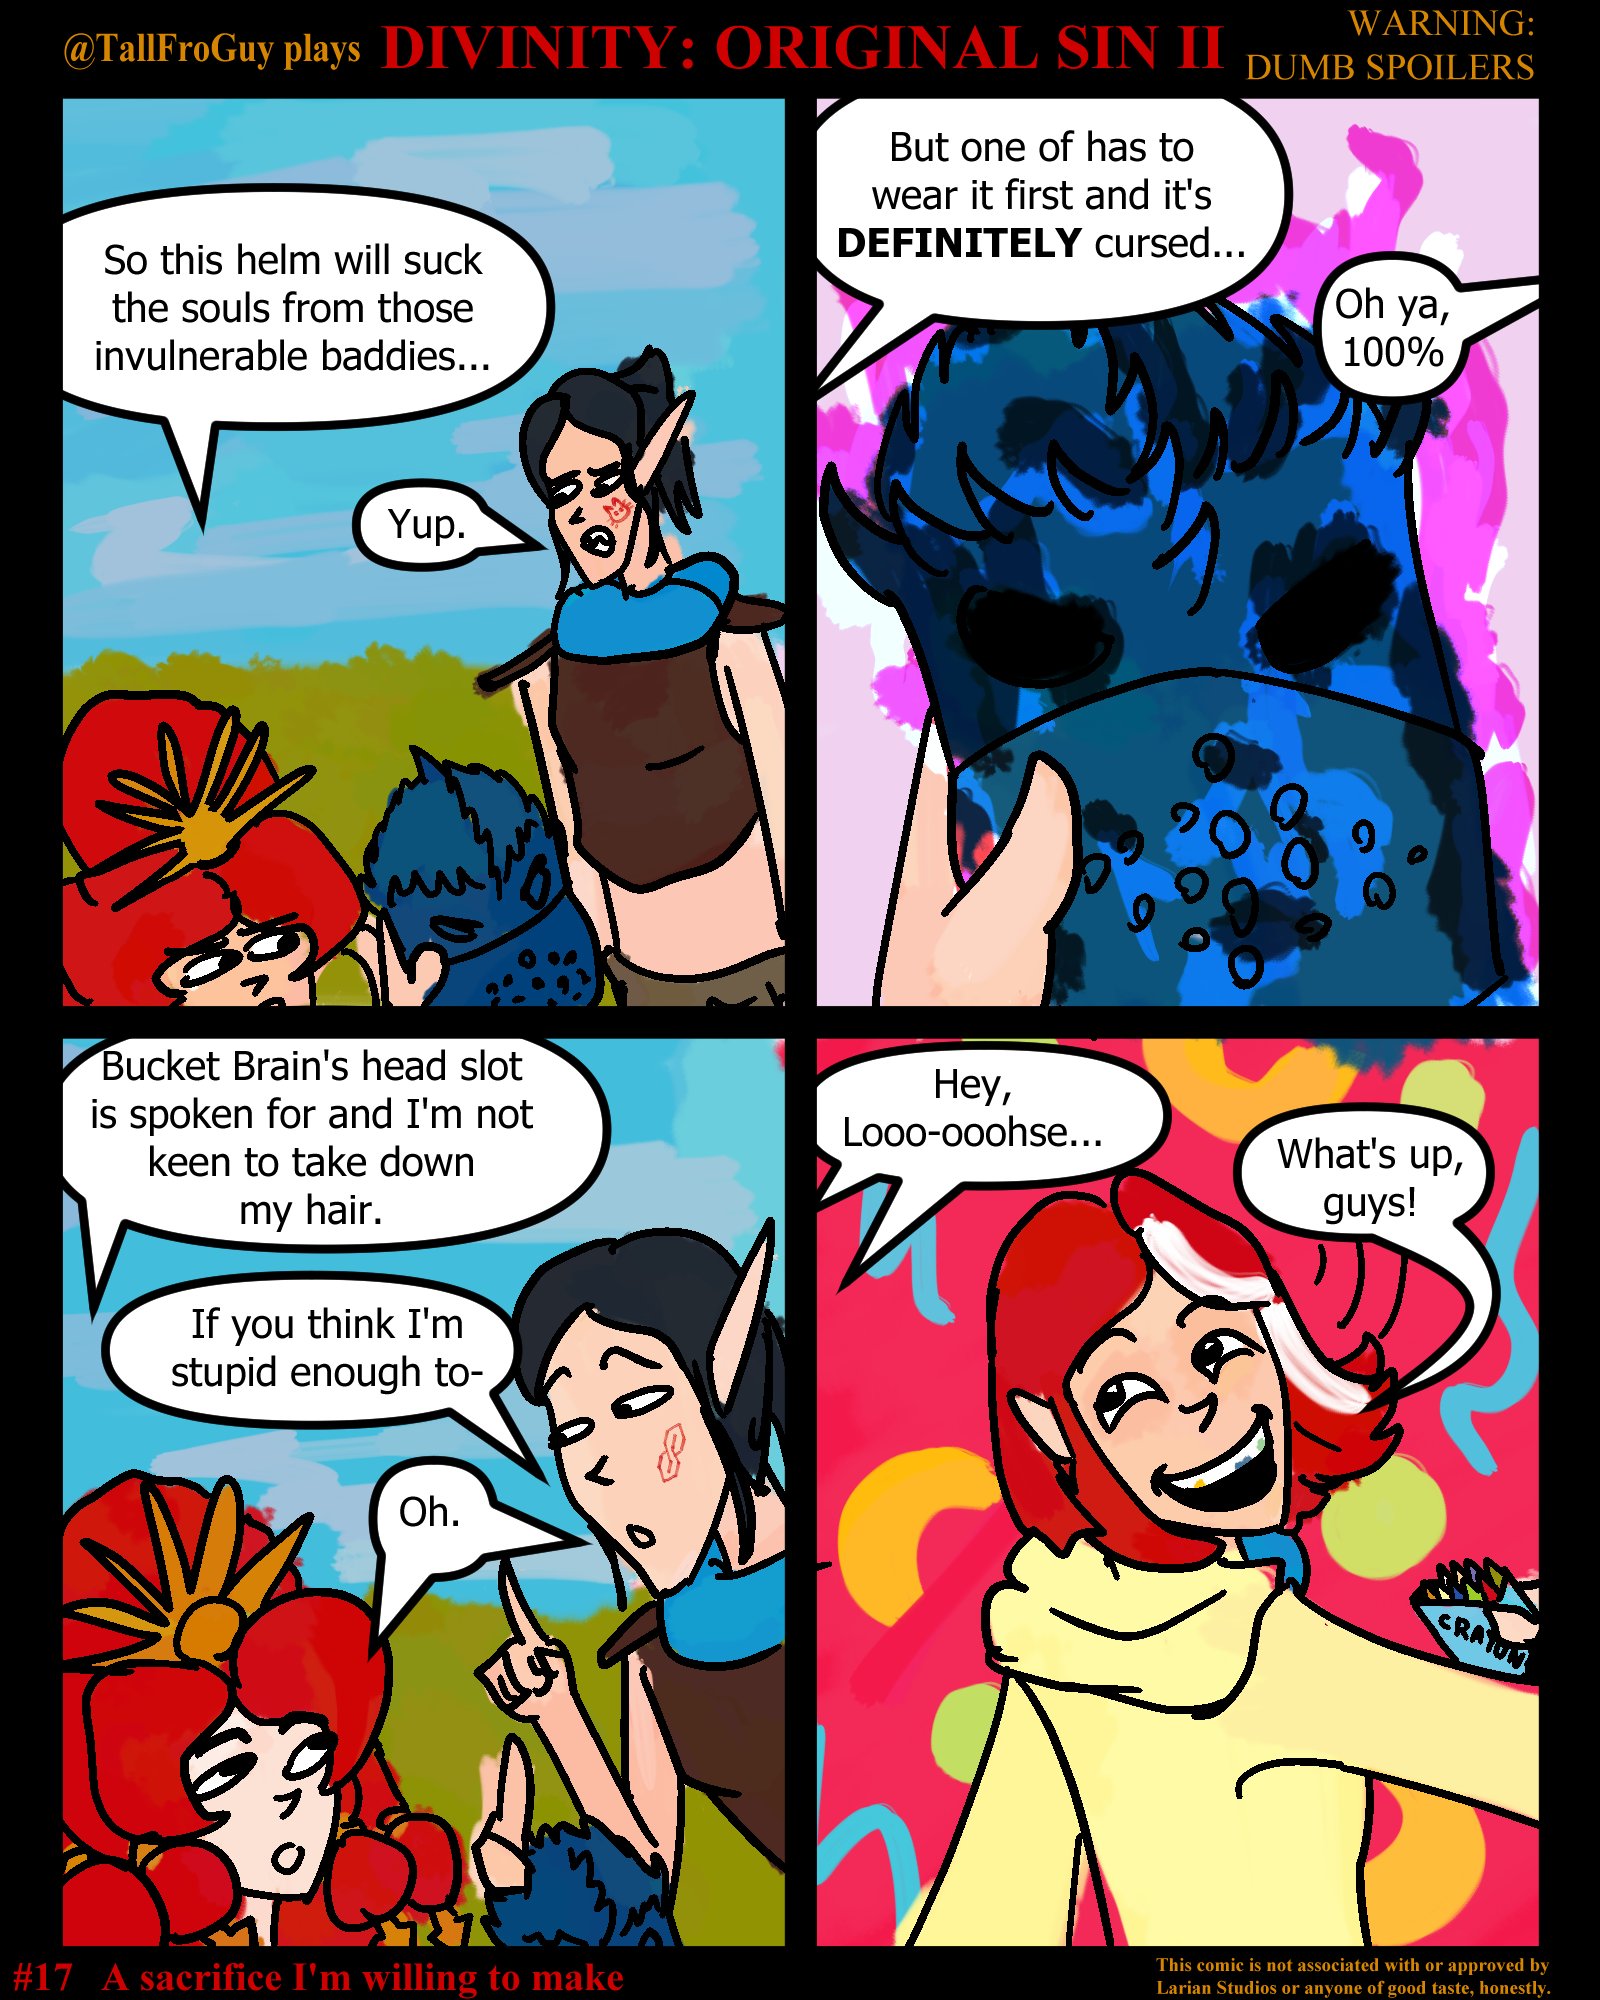 @TallFroGuy plays DIVINITY: ORIGINAL SIN II
WARNING:
DUMB SPOILERS
So this helm will suck
the souls from those
invulnerable baddies...
Yup.
But one of has to
wear it first and it's
DEFINITELY cursed...
Oh ya,
100%
Bucket Brain's head slot
is spoken for and I'm not
keen to take down
my hair.
If you think I'm
stupid enough to-
Oh.
Hey,
Looo-ooohse...
What's up,
guys!
CRAYON
#17 A sacrifice I'm willing to make
This comic is not associated with or approved by
Larian Studios or anyone of good taste, honestly.